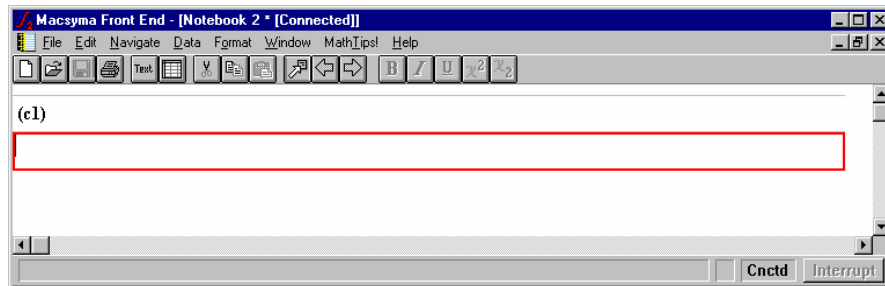 Macsyma Front End - [Notebook 2 * [Connected]]
File Edit Navigate Data Format Window MathTips! Help
Text B I U x² x₂
(c1)
Cnctd Interrupt